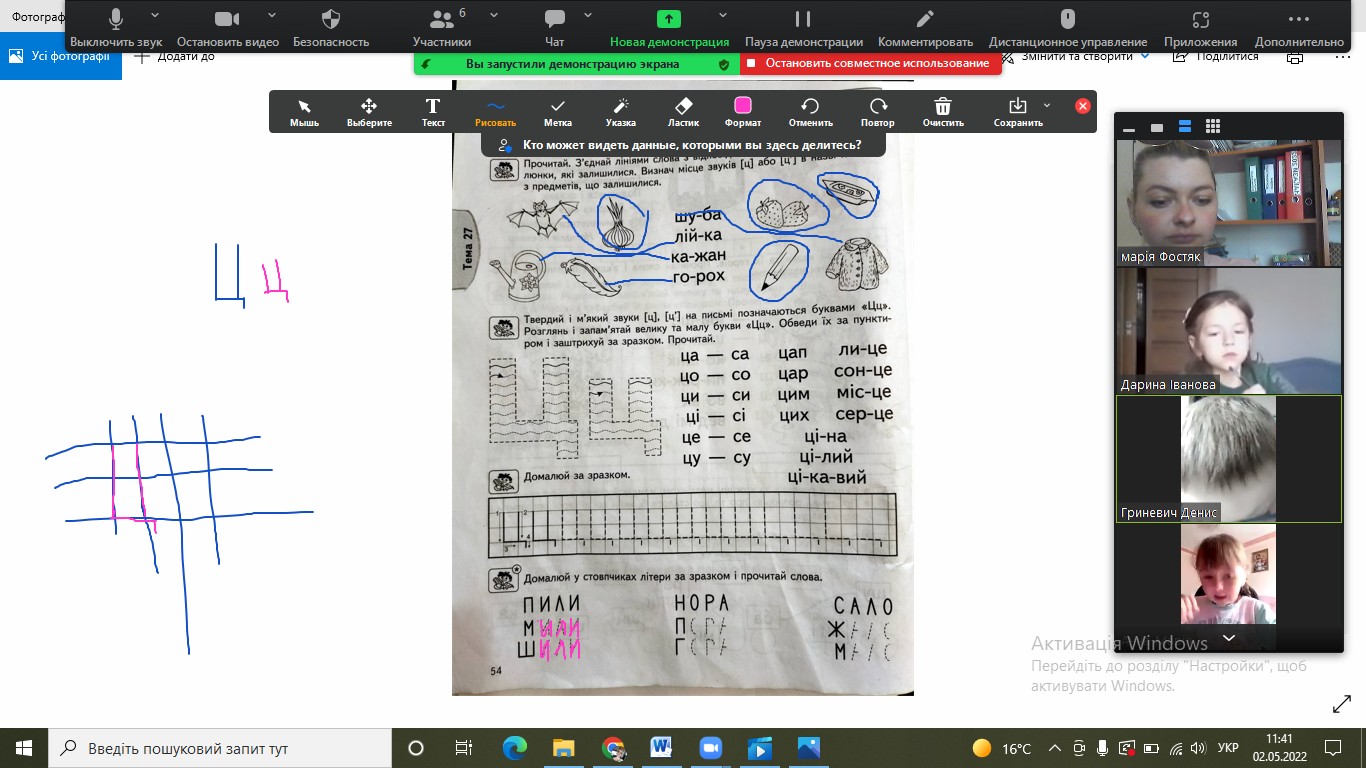 Фотограф
Выключить звук
Остановить видео
Безопасность
6
Участники
Чат
Новая демонстрация
Пауза демонстрации
Комментировать
Дистанционное управление
Приложения
Дополнительно
Усі фотографії
Додати до
Вы запустили демонстрацию экрана
Остановить совместное использование
Змінити та створити
Поділитися
Мышь
Выберите
Текст
Рисовать
Метка
Указка
Ластик
Формат
Отменить
Повтор
Очистить
Сохранить
Кто может видеть данные, которыми вы здесь делитесь?
Прочитай. З'єднай лініями слова з
люнки, які залишилися. Визнач місце звуків [ц] або [ц'] в
з предметів, що залишилися.
Тема 27
шу-ба
лій-ка
ка-жан
го-рох
Ц ц
Твердий і м'який звуки [ц], [ц'] на письмі позначаються буквами «Цц».
Розглянь і запам'ятай велику та малу букви «Цц». Обведи їх за пункти-
ром і заштрихуй за зразком. Прочитай.
Цц
ца — са цап ли-це
цо — со цар сон-це
ци — си цим міс-це
ці — сі цих сер-це
це — се ці-на
цу — су ці-лий
ці-ка-вий
Домалюй за зразком.
1 2
3 4
Домалюй у стовпчиках літери за зразком і прочитай слова.
ПИЛИ НОРА САЛО
МИЛИ П Ж
ШИЛИ Г М
54
марія Фостяк
Дарина Іванова
Гриневич Денис
Активація Windows
Перейдіть до розділу "Настройки", щоб
активувати Windows.
Введіть пошуковий запит тут
16°C
УКР
11:41
02.05.2022